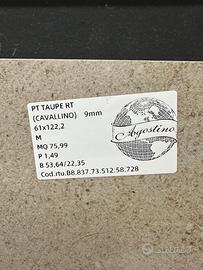 PT TAUPE RT
(CAVALLINO) 9mm
61x122,2
M
MQ 75,99
P 1,49
B 53,64/22,35
Cod.rtu.B8.837.73.512.58.728
Agostino
subito